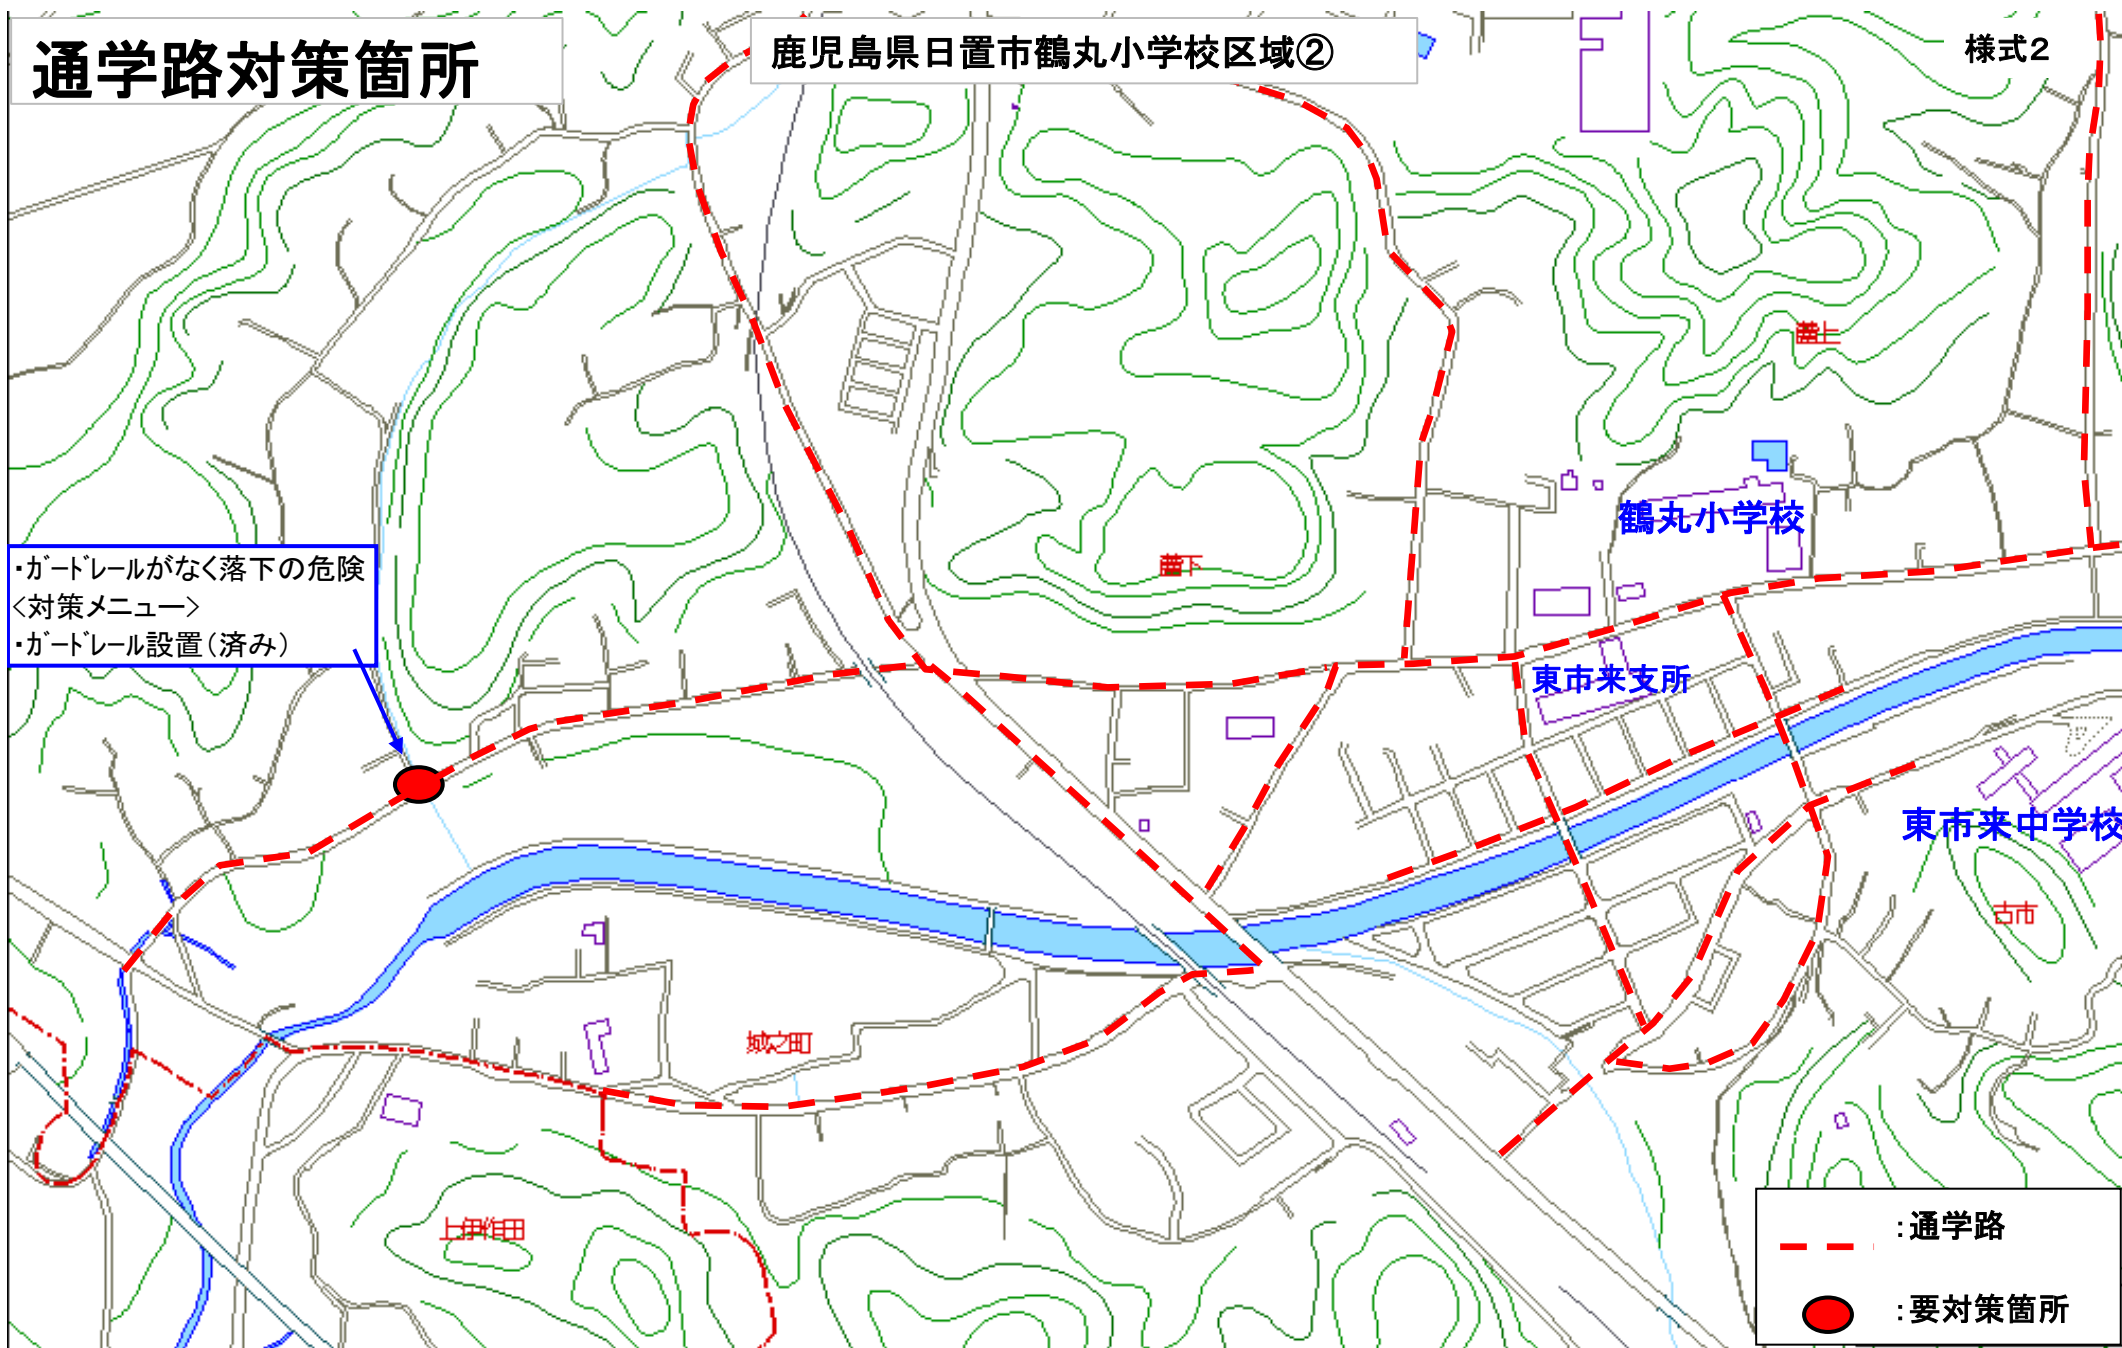 通学路対策箇所
鹿児島県日置市鶴丸小学校区域②
様式2
・ガードレールがなく落下の危険
<対策メニュー>
・ガードレール設置(済み)
鶴丸小学校
東市来支所
東市来中学校
古市
城之町
:通学路
:要対策箇所